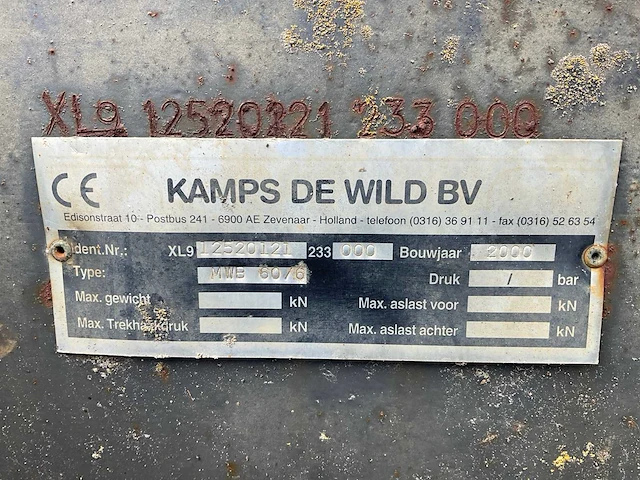 XL9 12520121 233 000
CE KAMPS DE WILD BV
Edisonstraat 10 - Postbus 241 - 6900 AE Zevenaar - Holland - telefoon (0316) 36 91 11 - fax (0316) 52 63 54
Ident.Nr.: XL9 12520121 233 000 Bouwjaar 2000
Type: MWB 60/6 Druk / bar
Max. gewicht kN Max. aslast voor kN
Max. Trekhaakdruk kN Max. aslast achter kN